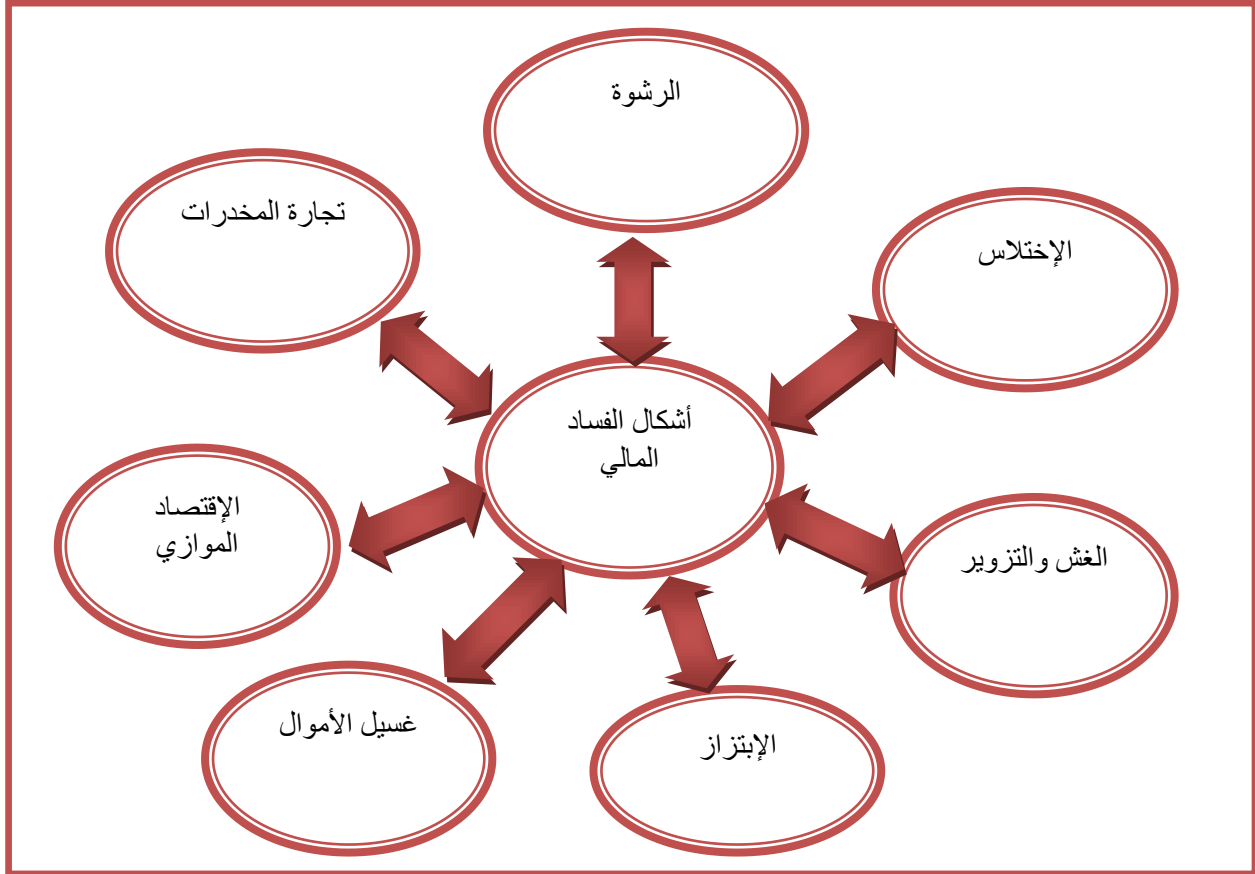 الرشوة
تجارة المخدرات
الإختلاس
أشكال الفساد
المالي
الإقتصاد
الموازي
الغش والتزوير
غسيل الأموال
الإبتزاز